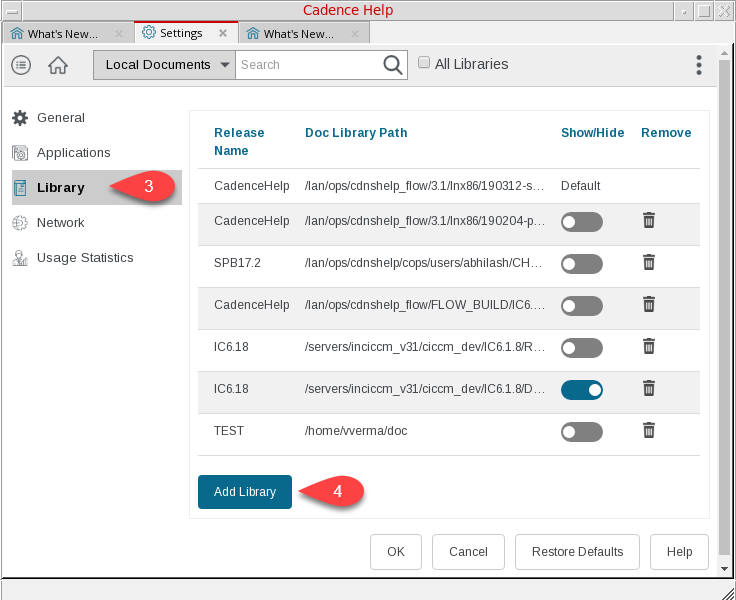 Cadence Help
What's New...
Settings
What's New...
Local Documents
Search
All Libraries
General
Applications
Library
Network
Usage Statistics
3
Release Name
Doc Library Path
Show/Hide
Remove
CadenceHelp /lan/ops/cdnshelp_flow/3.1/lnx86/190312-s... Default
CadenceHelp /lan/ops/cdnshelp_flow/3.1/lnx86/190204-p...
SPB17.2 /lan/ops/cdnshelp/cops/users/abhilash/CH...
CadenceHelp /lan/ops/cdnshelp_flow/FLOW_BUILD/IC6....
IC6.18 /servers/inciccm_v31/ciccm_dev/IC6.1.8/R...
IC6.18 /servers/inciccm_v31/ciccm_dev/IC6.1.8/D...
TEST /home/vverma/doc
Add Library
4
OK
Cancel
Restore Defaults
Help